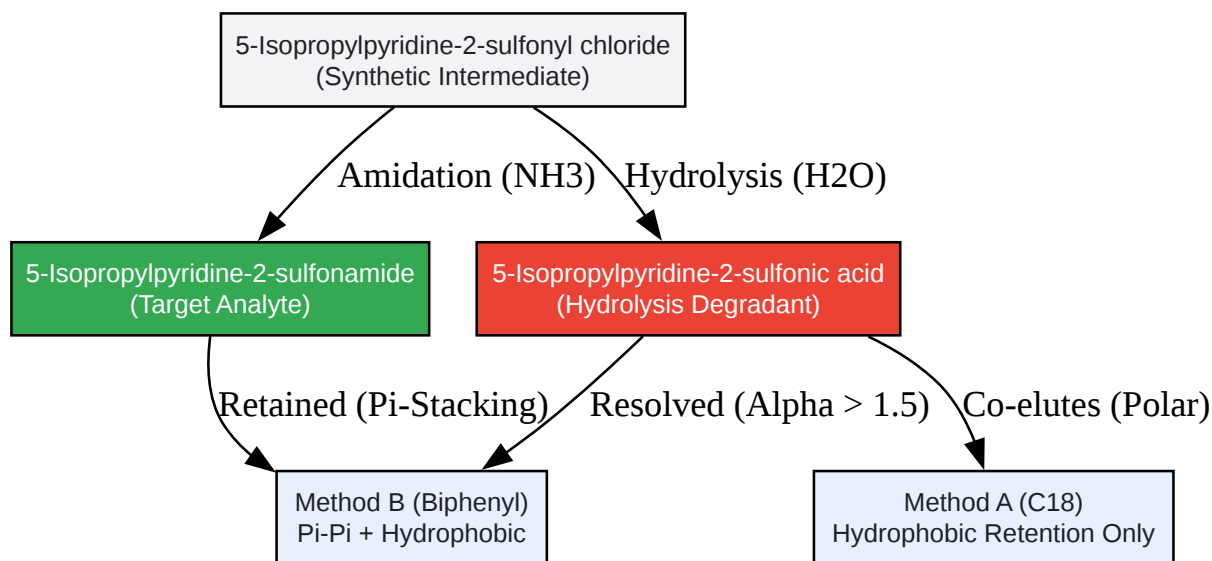 5-Isopropylpyridine-2-sulfonyl chloride
(Synthetic Intermediate)
Amidation (NH3)
Hydrolysis (H2O)
5-Isopropylpyridine-2-sulfonamide
(Target Analyte)
5-Isopropylpyridine-2-sulfonic acid
(Hydrolysis Degradant)
Retained (Pi-Stacking)
Resolved (Alpha > 1.5)
Co-elutes (Polar)
Method B (Biphenyl)
Pi-Pi + Hydrophobic
Method A (C18)
Hydrophobic Retention Only